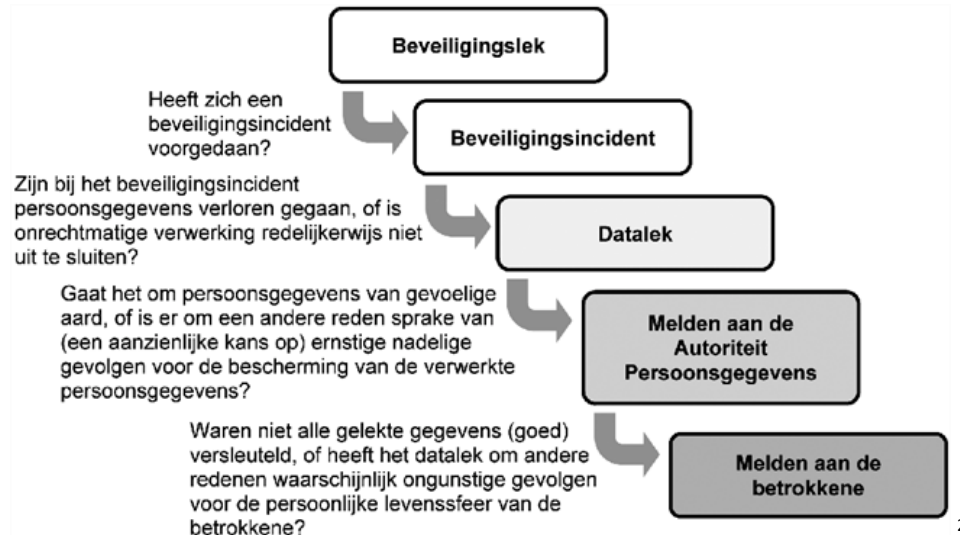 Beveiligingslek
Heeft zich een
beveiligingsincident
voorgedaan?
Beveiligingsincident
Zijn bij het beveiligingsincident
persoonsgegevens verloren gegaan, of is
onrechtmatige verwerking redelijkerwijs niet
uit te sluiten?
Datalek
Gaat het om persoonsgegevens van gevoelige
aard, of is er om een andere reden sprake van
(een aanzienlijke kans op) ernstige nadelige
gevolgen voor de bescherming van de verwerkte
persoonsgegevens?
Melden aan de
Autoriteit
Persoonsgegevens
Waren niet alle gelekte gegevens (goed)
versleuteld, of heeft het datalek om andere
redenen waarschijnlijk ongunstige gevolgen
voor de persoonlijke levenssfeer van de
betrokkene?
Melden aan de
betrokkene